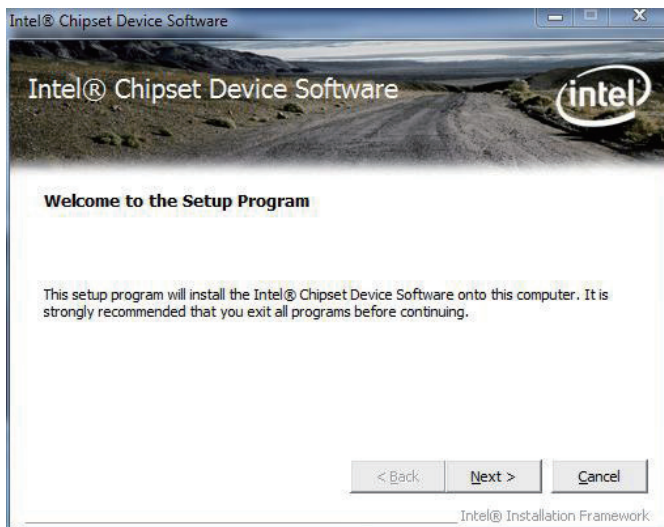 Intel® Chipset Device Software
Intel® Chipset Device Software
intel
Welcome to the Setup Program
This setup program will install the Intel® Chipset Device Software onto this computer. It is
strongly recommended that you exit all programs before continuing.
< Back
Next >
Cancel
Intel® Installation Framework